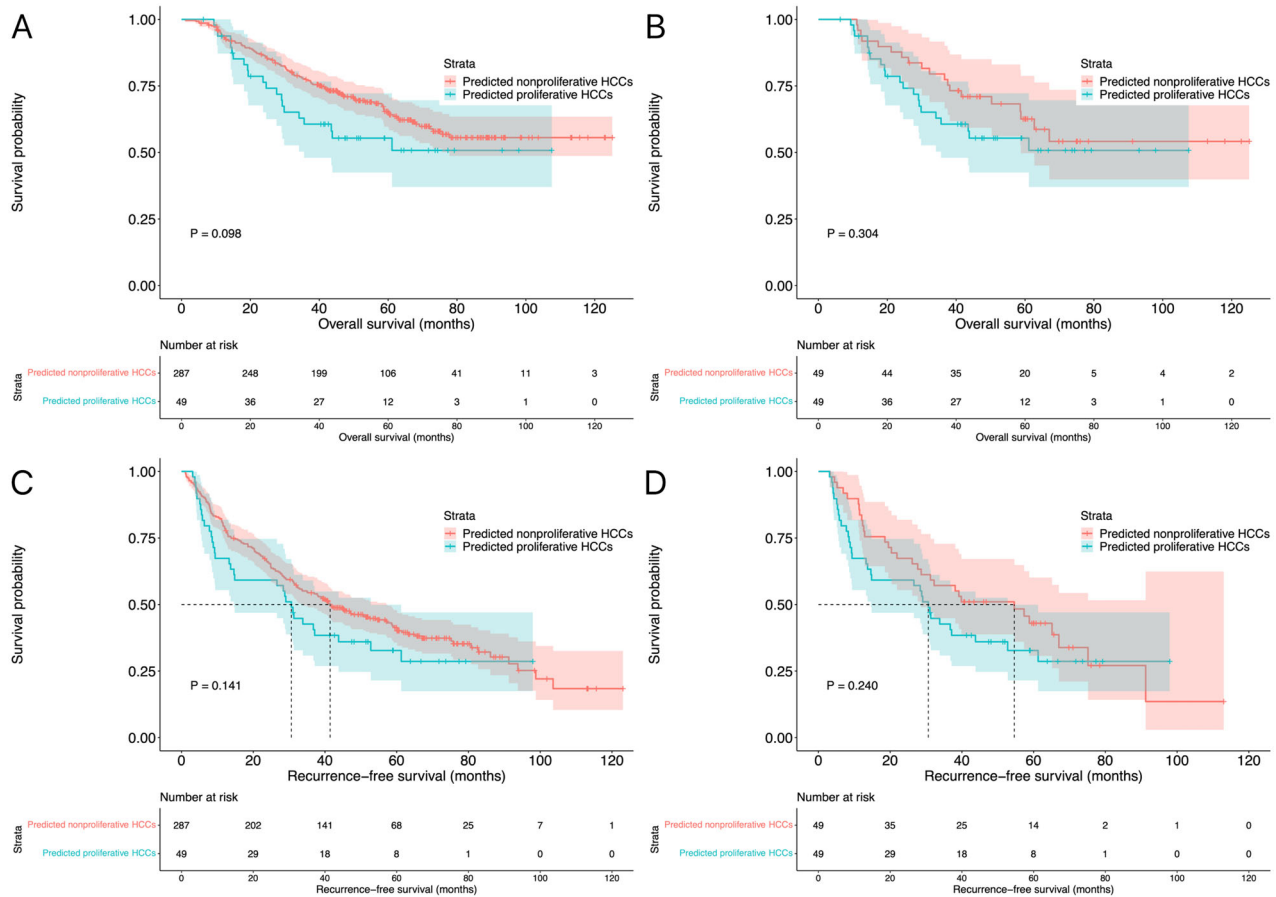 A
1.00
0.75
0.50
0.25
0.00
Survival probability
Strata
Predicted nonproliferative HCCs
Predicted proliferative HCCs
P = 0.098
0 20 40 60 80 100 120
Overall survival (months)
Number at risk
Strata
Predicted nonproliferative HCCs 287 248 199 106 41 11 3
Predicted proliferative HCCs 49 36 27 12 3 1 0
0 20 40 60 80 100 120
Overall survival (months)
B
1.00
0.75
0.50
0.25
0.00
Survival probability
Strata
Predicted nonproliferative HCCs
Predicted proliferative HCCs
P = 0.304
0 20 40 60 80 100 120
Overall survival (months)
Number at risk
Strata
Predicted nonproliferative HCCs 49 44 35 20 5 4 2
Predicted proliferative HCCs 49 36 27 12 3 1 0
0 20 40 60 80 100 120
Overall survival (months)
C
1.00
0.75
0.50
0.25
0.00
Survival probability
Strata
Predicted nonproliferative HCCs
Predicted proliferative HCCs
P = 0.141
0 20 40 60 80 100 120
Recurrence−free survival (months)
Number at risk
Strata
Predicted nonproliferative HCCs 287 202 141 68 25 7 1
Predicted proliferative HCCs 49 29 18 8 1 0 0
0 20 40 60 80 100 120
Recurrence−free survival (months)
D
1.00
0.75
0.50
0.25
0.00
Survival probability
Strata
Predicted nonproliferative HCCs
Predicted proliferative HCCs
P = 0.240
0 20 40 60 80 100 120
Recurrence−free survival (months)
Number at risk
Strata
Predicted nonproliferative HCCs 49 35 25 14 2 1 0
Predicted proliferative HCCs 49 29 18 8 1 0 0
0 20 40 60 80 100 120
Recurrence−free survival (months)